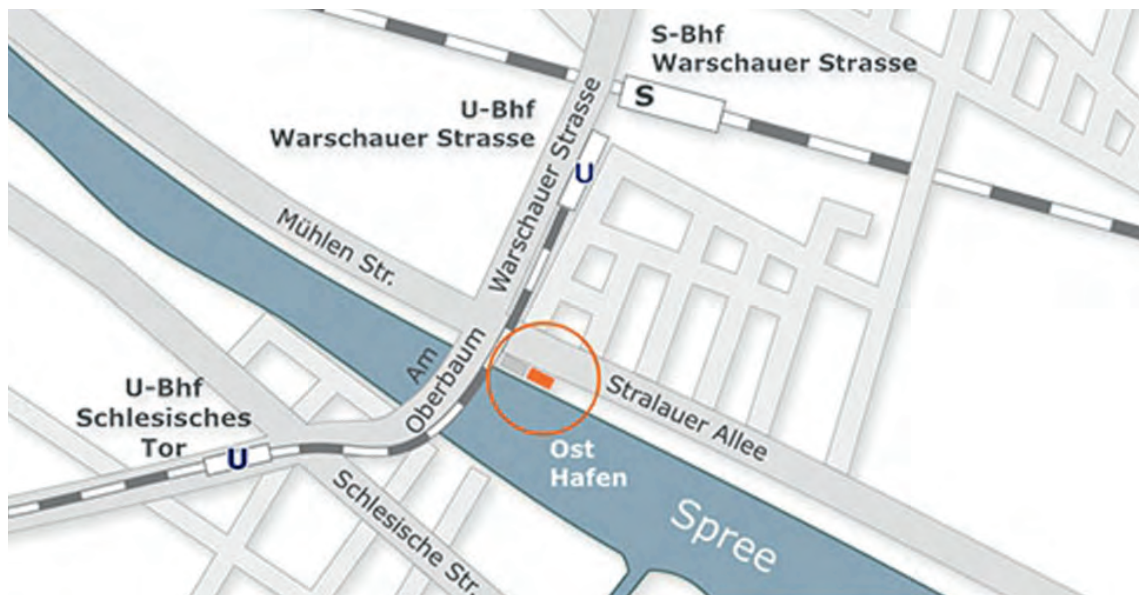 S-Bhf
Warschauer Strasse
S
U-Bhf
Warschauer Strasse
U
Warschauer Strasse
Mühlen Str.
Am
Oberbaum
U-Bhf
Schlesisches
Tor
U
Stralauer Allee
Ost
Hafen
Schlesische Str.
Spree